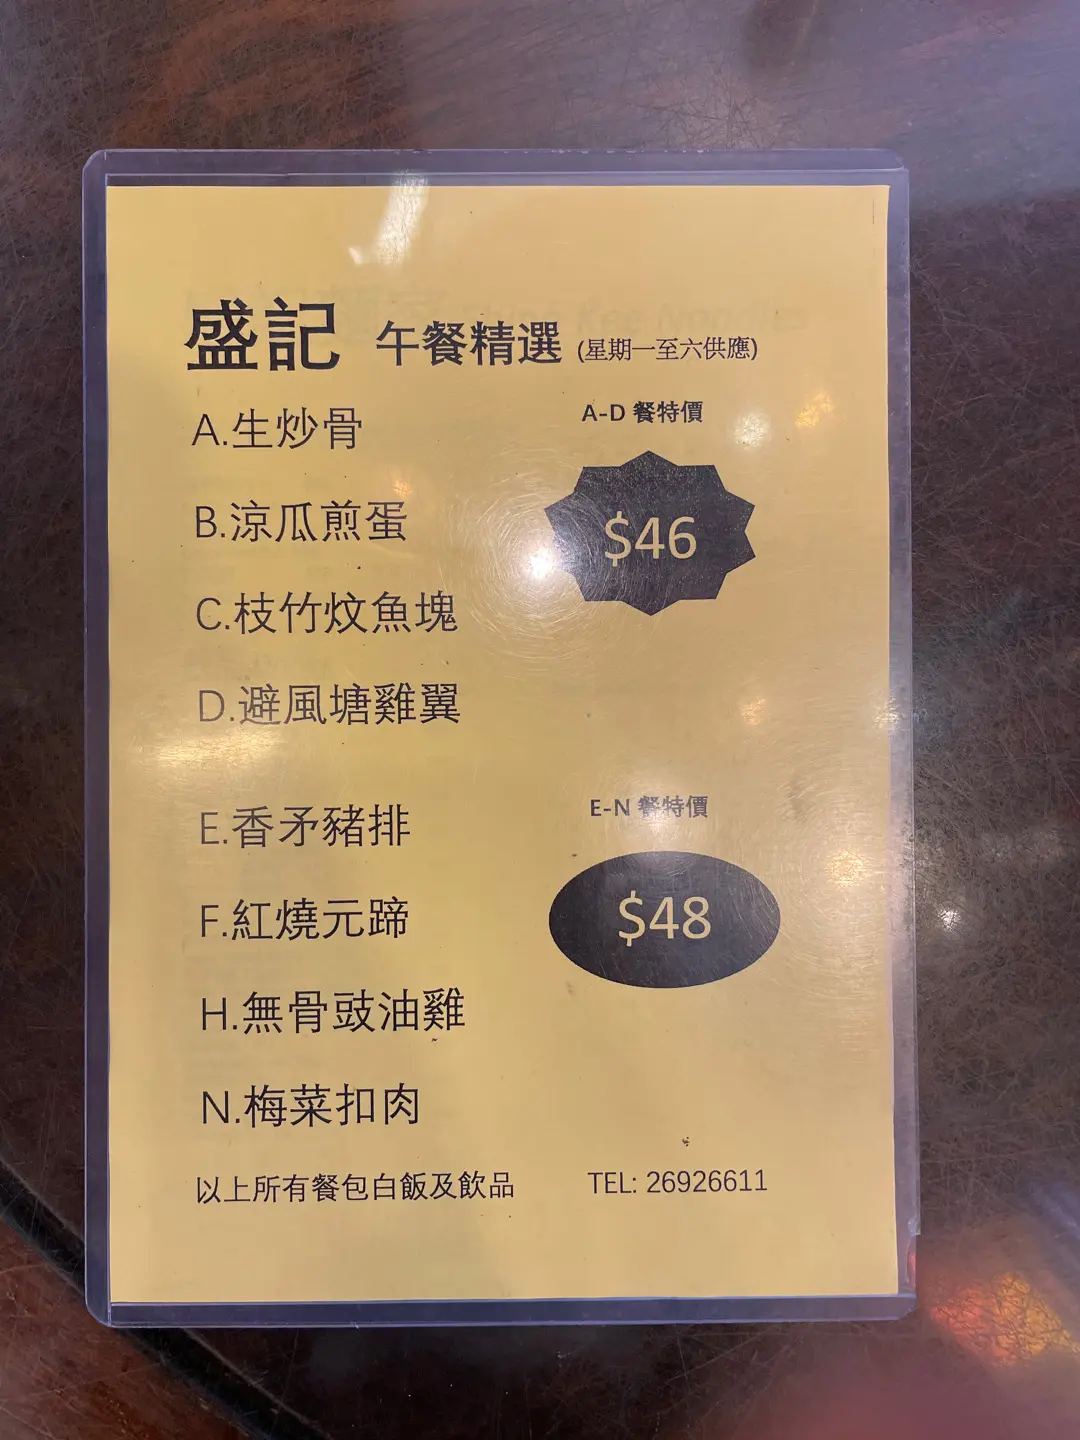 盛記 午餐精選 (星期一至六供應)
A.生炒骨
A-D 餐特價
B.涼瓜煎蛋
$46
C.枝竹炆魚塊
D.避風塘雞翼
E.香矛豬排
E-N 餐特價
F.紅燒元蹄
$48
H.無骨豉油雞
N.梅菜扣肉
以上所有餐包白飯及飲品 TEL: 26926611